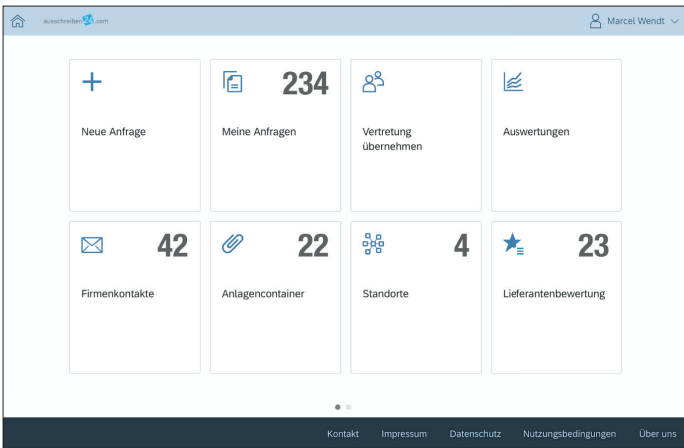 ausschreiben24.com
Marcel Wendt
Neue Anfrage
234
Meine Anfragen
Vertretung
übernehmen
Auswertungen
42
Firmenkontakte
22
Anlagencontainer
4
Standorte
23
Lieferantenbewertung
Kontakt Impressum Datenschutz Nutzungsbedingungen Über uns